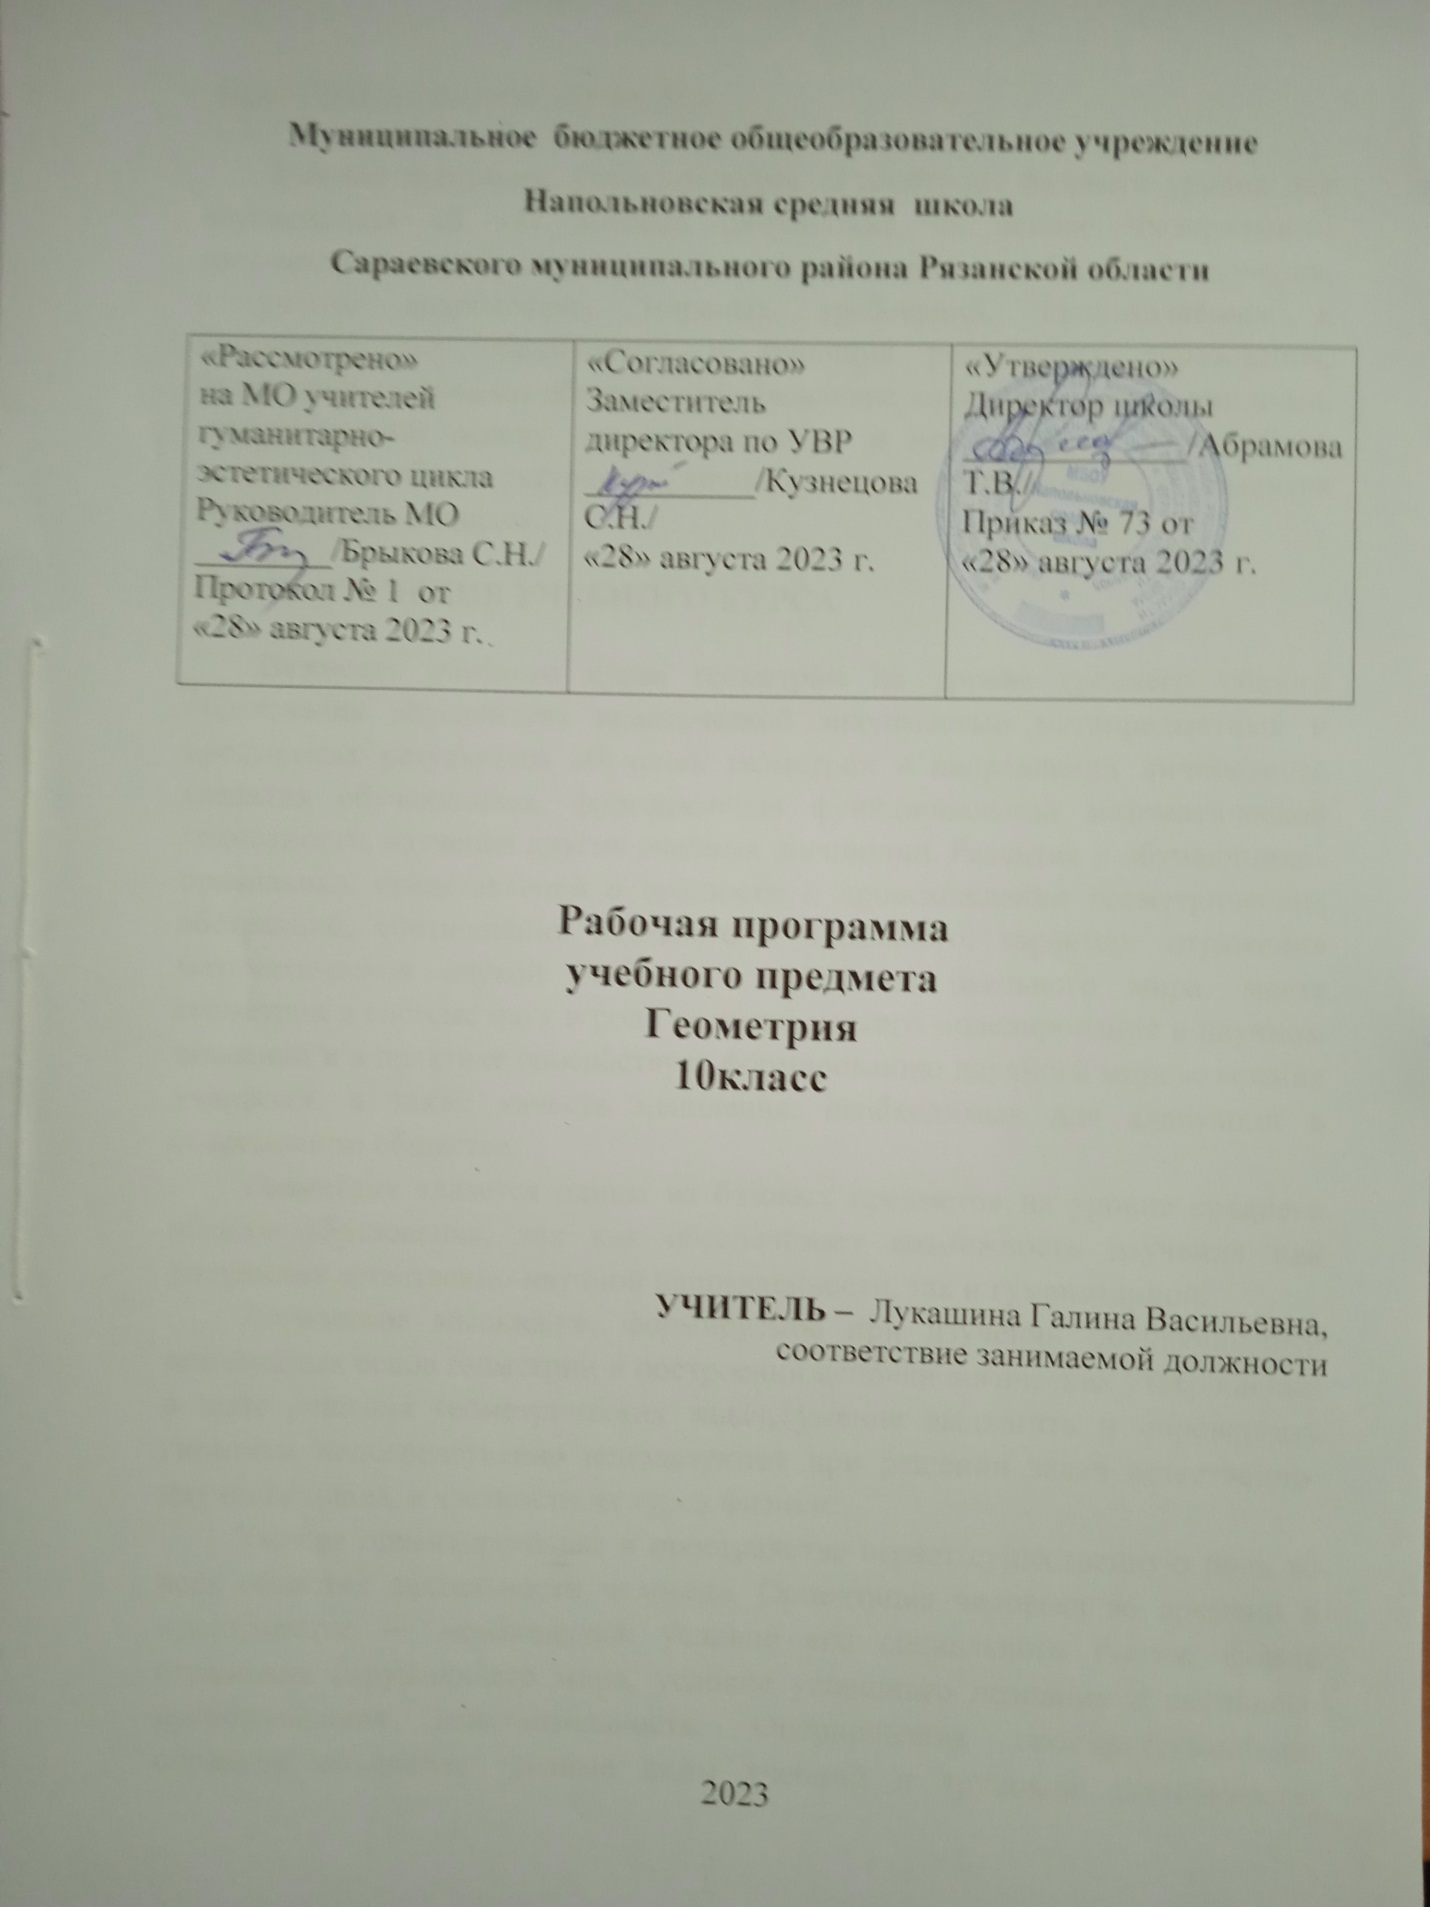 Муниципальное бюджетное общеобразовательное учреждение
Напольновская средняя школа
Сараевского муниципального района Рязанской области
«Рассмотрено»
на МО учителей
гуманитарно-
эстетического цикла
Руководитель МО
/Брыкова С.Н./
Протокол № 1 от
«28» августа 2023 г.
«Согласовано»
Заместитель
директора по УВР
/Кузнецова
С.Н./
«28» августа 2023 г.
«Утверждено»
Директор школы
/Абрамова
Т.В./
Приказ № 73 от
«28» августа 2023 г.
Рабочая программа
учебного предмета
Геометрия
10класс
УЧИТЕЛЬ – Лукашина Галина Васильевна,
соответствие занимаемой должности
2023